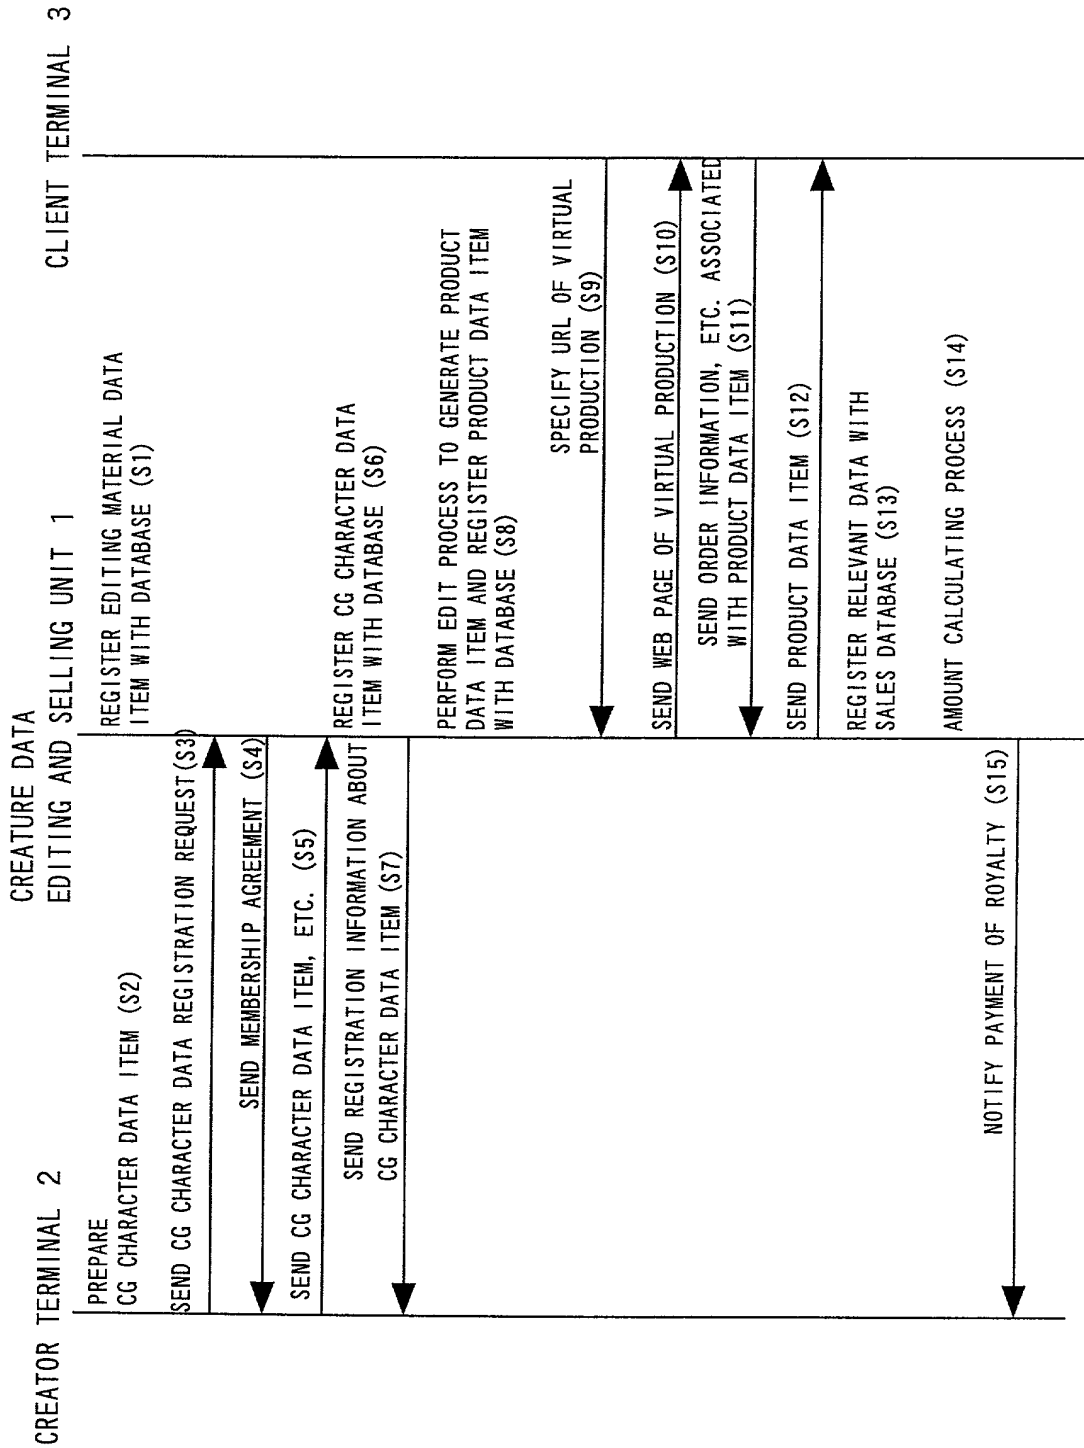 CREATOR TERMINAL 2
CREATURE DATA
EDITING AND SELLING UNIT 1
CLIENT TERMINAL 3
REGISTER EDITING MATERIAL DATA
ITEM WITH DATABASE (S1)
PREPARE
CG CHARACTER DATA ITEM (S2)
SEND CG CHARACTER DATA REGISTRATION REQUEST(S3)
SEND MEMBERSHIP AGREEMENT (S4)
SEND CG CHARACTER DATA ITEM, ETC. (S5)
REGISTER CG CHARACTER DATA
ITEM WITH DATABASE (S6)
SEND REGISTRATION INFORMATION ABOUT
CG CHARACTER DATA ITEM (S7)
PERFORM EDIT PROCESS TO GENERATE PRODUCT
DATA ITEM AND REGISTER PRODUCT DATA ITEM
WITH DATABASE (S8)
SPECIFY URL OF VIRTUAL
PRODUCTION (S9)
SEND WEB PAGE OF VIRTUAL PRODUCTION (S10)
SEND ORDER INFORMATION, ETC. ASSOCIATED
WITH PRODUCT DATA ITEM (S11)
SEND PRODUCT DATA ITEM (S12)
REGISTER RELEVANT DATA WITH
SALES DATABASE (S13)
AMOUNT CALCULATING PROCESS (S14)
NOTIFY PAYMENT OF ROYALTY (S15)